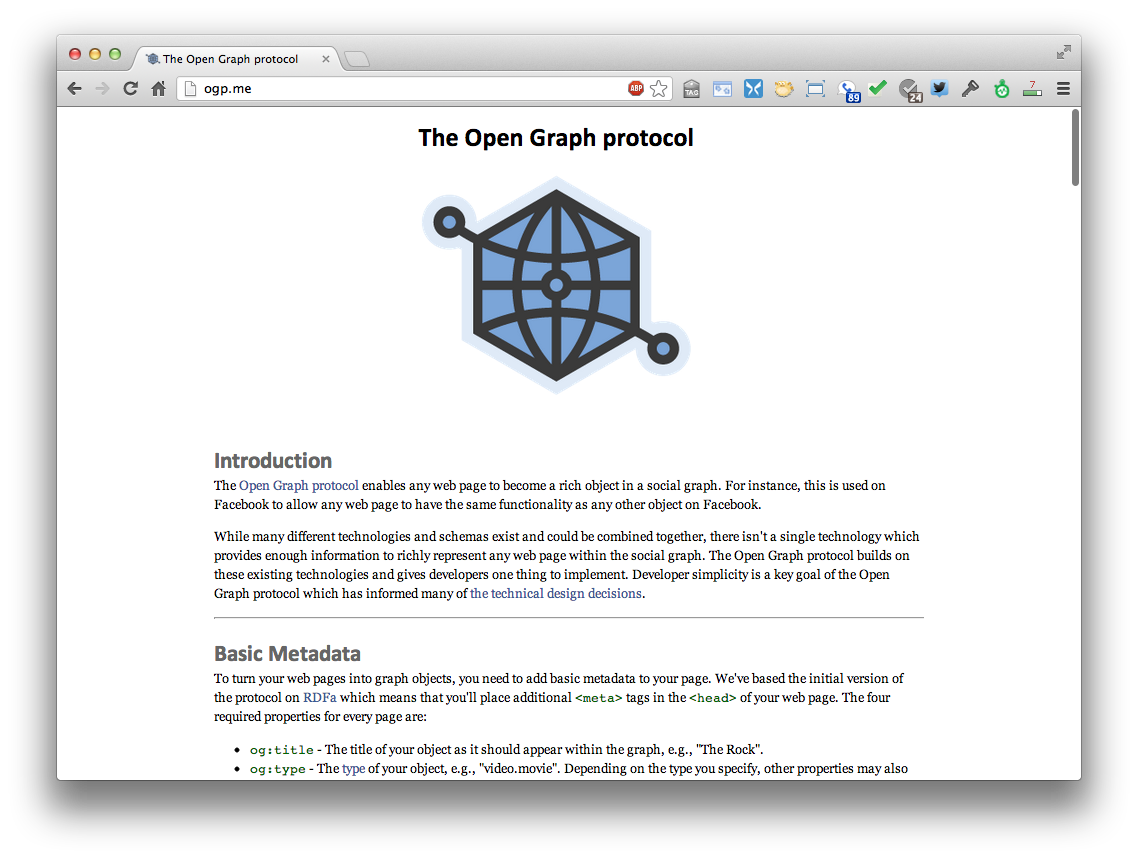 The Open Graph protocol
ogp.me
ABP
TAG
89
24
7
The Open Graph protocol
Introduction
The Open Graph protocol enables any web page to become a rich object in a social graph. For instance, this is used on
Facebook to allow any web page to have the same functionality as any other object on Facebook.
While many different technologies and schemas exist and could be combined together, there isn't a single technology which
provides enough information to richly represent any web page within the social graph. The Open Graph protocol builds on
these existing technologies and gives developers one thing to implement. Developer simplicity is a key goal of the Open
Graph protocol which has informed many of the technical design decisions.
Basic Metadata
To turn your web pages into graph objects, you need to add basic metadata to your page. We've based the initial version of
the protocol on RDFa which means that you'll place additional <meta> tags in the <head> of your web page. The four
required properties for every page are:
• og:title - The title of your object as it should appear within the graph, e.g., "The Rock".
• og:type - The type of your object, e.g., "video.movie". Depending on the type you specify, other properties may also